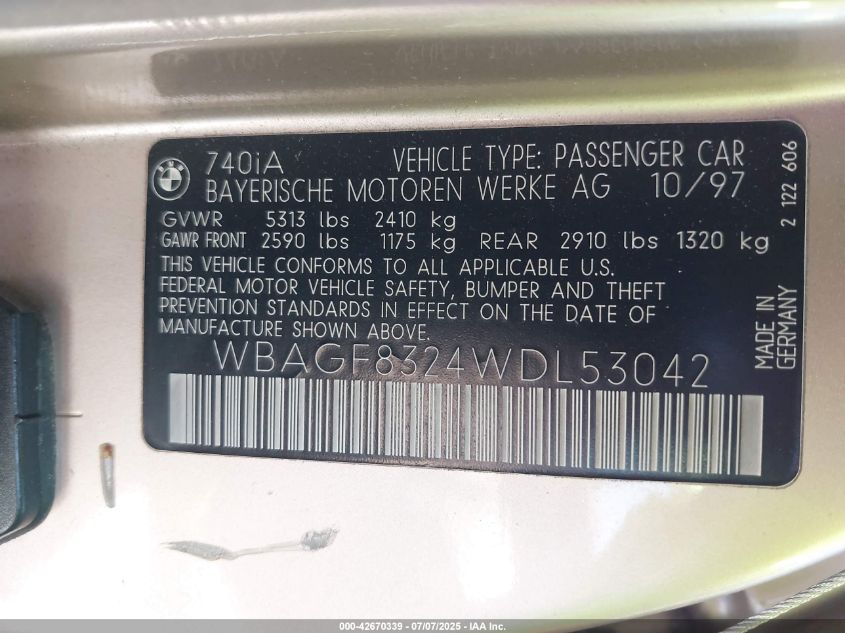 BMW
740iA VEHICLE TYPE: PASSENGER CAR
BAYERISCHE MOTOREN WERKE AG 10/97
GVWR 5313 lbs 2410 kg
GAWR FRONT 2590 lbs 1175 kg REAR 2910 lbs 1320 kg
THIS VEHICLE CONFORMS TO ALL APPLICABLE U.S.
FEDERAL MOTOR VEHICLE SAFETY, BUMPER AND THEFT
PREVENTION STANDARDS IN EFFECT ON THE DATE OF
MANUFACTURE SHOWN ABOVE.
WBAGF8324WDL53042
2 122 606
MADE IN
GERMANY
000-42670339 - 07/07/2025 - IAA Inc.